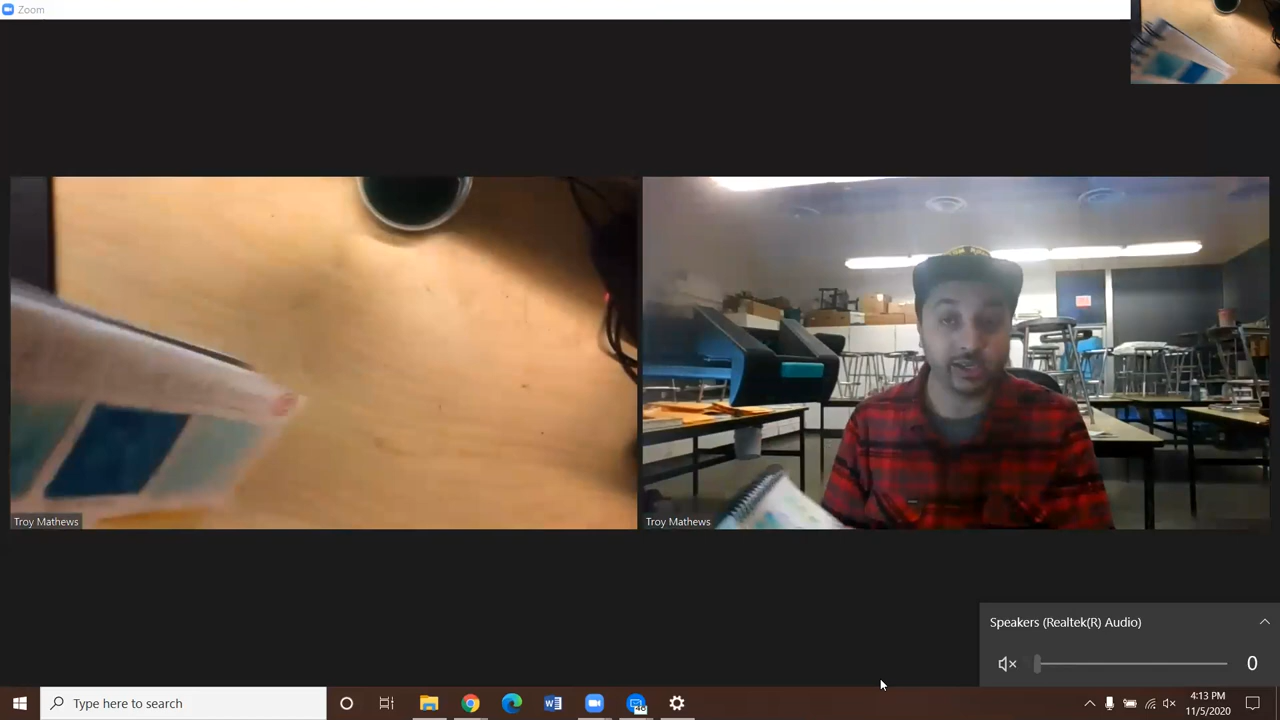 Zoom
Troy Mathews
Troy Mathews
Speakers (Realtek(R) Audio)
0
Type here to search
4:13 PM
11/5/2020